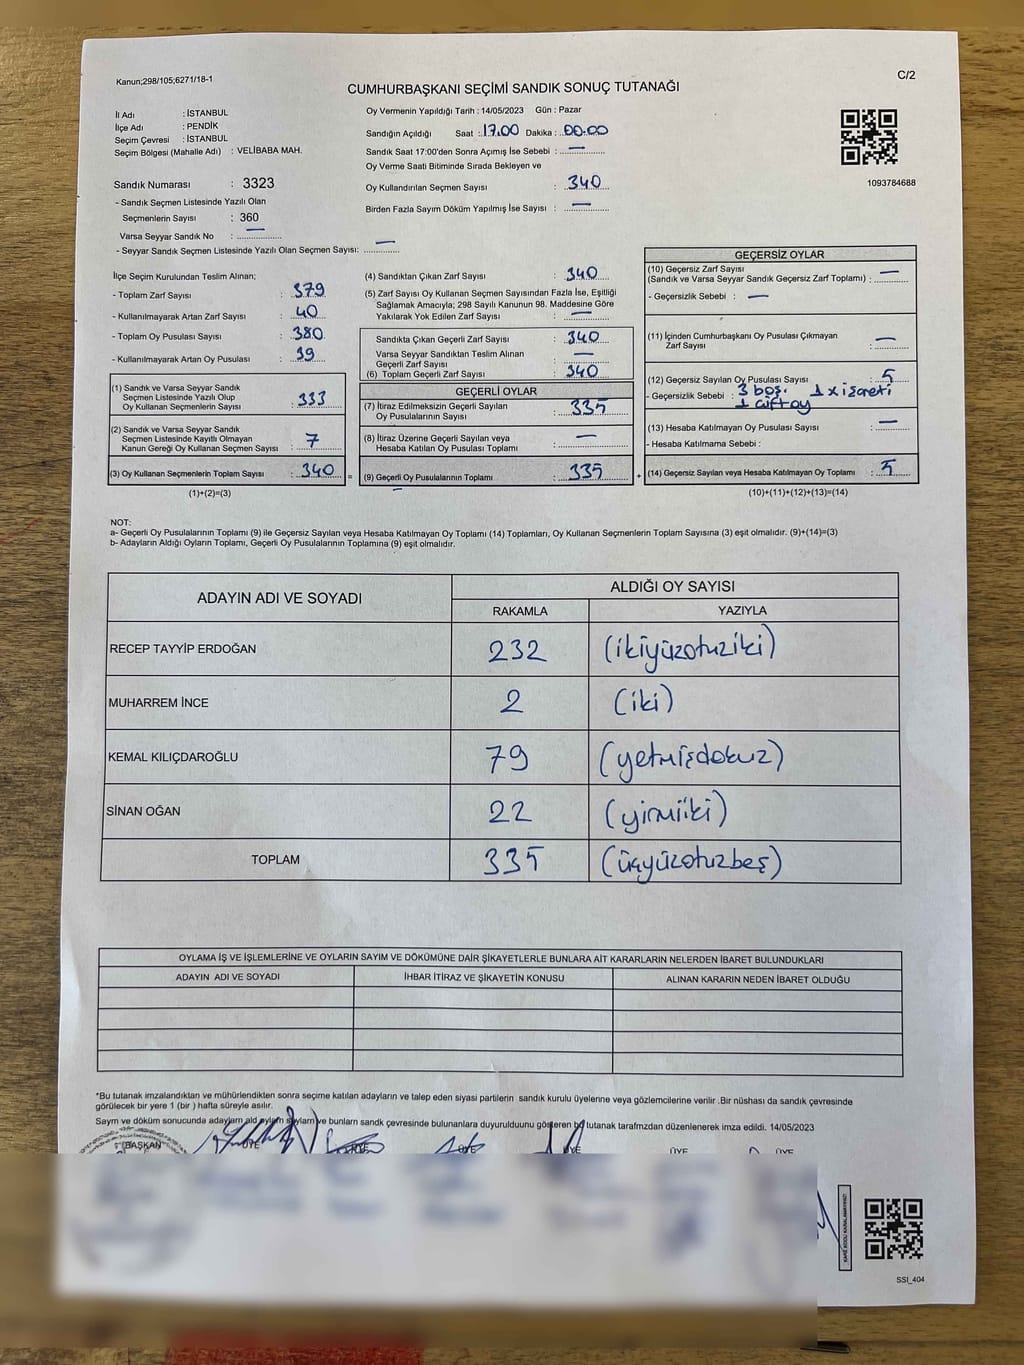 Kanun;298/105;6271/18-1
C/2
CUMHURBAŞKANI SEÇİMİ SANDIK SONUÇ TUTANAĞI
İl Adı : İSTANBUL
İlçe Adı : PENDİK
Seçim Çevresi : İSTANBUL
Seçim Bölgesi (Mahalle Adı) : VELİBABA MAH.
Sandık Numarası : 3323
- Sandık Seçmen Listesinde Yazılı Olan
Seçmenlerin Sayısı : 360
Varsa Seyyar Sandık No : —
- Seyyar Sandık Seçmen Listesinde Yazılı Olan Seçmen Sayısı: —
Oy Vermenin Yapıldığı Tarih : 14/05/2023 Gün : Pazar
Sandığın Açıldığı Saat : 17.00 Dakika : 00.00
Sandık Saat 17:00'den Sonra Açımış İse Sebebi : —
Oy Verme Saati Bitiminde Sırada Bekleyen ve
Oy Kullandırılan Seçmen Sayısı : 340
Birden Fazla Sayım Döküm Yapılmış İse Sayısı : —
1093784688
İlçe Seçim Kurulundan Teslim Alınan;
- Toplam Zarf Sayısı : 379
- Kullanılmayarak Artan Zarf Sayısı : 40
- Toplam Oy Pusulası Sayısı : 380
- Kullanılmayarak Artan Oy Pusulası : 39
(1) Sandık ve Varsa Seyyar Sandık
Seçmen Listesinde Yazılı Olup
Oy Kullanan Seçmenlerin Sayısı : 333
(2) Sandık ve Varsa Seyyar Sandık
Seçmen Listesinde Kayıtlı Olmayan
Kanun Gereği Oy Kullanan Seçmen Sayısı : 7
(3) Oy Kullanan Seçmenlerin Toplam Sayısı : 340 =
(1)+(2)=(3)
(4) Sandıktan Çıkan Zarf Sayısı : 340
(5) Zarf Sayısı Oy Kullanan Seçmen Sayısından Fazla İse, Eşitliği
Sağlamak Amacıyla; 298 Sayılı Kanunun 98. Maddesine Göre
Yakılarak Yok Edilen Zarf Sayısı : —
Sandıkta Çıkan Geçerli Zarf Sayısı : 340
Varsa Seyyar Sandıktan Teslim Alınan
Geçerli Zarf Sayısı : —
(6) Toplam Geçerli Zarf Sayısı : 340
GEÇERLİ OYLAR
(7) İtiraz Edilmeksizin Geçerli Sayılan
Oy Pusulalarının Sayısı : 335
(8) İtiraz Üzerine Geçerli Sayılan veya
Hesaba Katılan Oy Pusulası Toplamı : —
(9) Geçerli Oy Pusulalarının Toplamı : 335 +
GEÇERSİZ OYLAR
(10) Geçersiz Zarf Sayısı
(Sandık ve Varsa Seyyar Sandık Geçersiz Zarf Toplamı) : —
- Geçersizlik Sebebi : —
(11) İçinden Cumhurbaşkanı Oy Pusulası Çıkmayan
Zarf Sayısı : —
(12) Geçersiz Sayılan Oy Pusulası Sayısı : 5
- Geçersizlik Sebebi : 3 boş. 1 x işareti
1 çift oy
(13) Hesaba Katılmayan Oy Pusulası Sayısı : —
- Hesaba Katılmama Sebebi :
(14) Geçersiz Sayılan veya Hesaba Katılmayan Oy Toplamı : 5
(10)+(11)+(12)+(13)=(14)
NOT:
a- Geçerli Oy Pusulalarının Toplamı (9) ile Geçersiz Sayılan veya Hesaba Katılmayan Oy Toplamı (14) Toplamları, Oy Kullanan Seçmenlerin Toplam Sayısına (3) eşit olmalıdır. (9)+(14)=(3)
b- Adayların Aldığı Oyların Toplamı, Geçerli Oy Pusulalarının Toplamına (9) eşit olmalıdır.
ADAYIN ADI VE SOYADI
ALDIĞI OY SAYISI
RAKAMLA YAZIYLA
RECEP TAYYİP ERDOĞAN 232 (ikiyüzotuziki)
MUHARREM İNCE 2 (iki)
KEMAL KILIÇDAROĞLU 79 (yetmişdokuz)
SİNAN OĞAN 22 (yirmiiki)
TOPLAM 335 (üçyüzotuzbeş)
OYLAMA İŞ VE İŞLEMLERİNE VE OYLARIN SAYIM VE DÖKÜMÜNE DAİR ŞİKAYETLERLE BUNLARA AİT KARARLARIN NELERDEN İBARET BULUNDUKLARI
ADAYIN ADI VE SOYADI İHBAR İTİRAZ VE ŞİKAYETİN KONUSU ALINAN KARARIN NEDEN İBARET OLDUĞU
*Bu tutanak imzalandıktan ve mühürlendikten sonra seçime katılan adayların ve talep eden siyasi partilerin sandık kurulu üyelerine veya gözlemcilerine verilir .Bir nüshası da sandık çevresinde
görülecek bir yere 1 (bir ) hafta süreyle asılır.
Sayım ve döküm sonucunda adayların ald
ve bunların sandık çevresinde bulunanlara duyurulduunu gösteren bu tutanak tarafımızdan düzenlenerek imza edildi. 14/05/2023
BAŞKAN ÜYE ÜYE ÜYE ÜYE ÜYE ÜYE
SSI_404